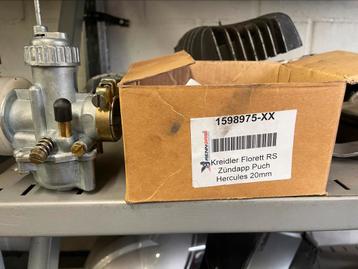 1598975-XX
Kreidler Florett RS
Zündapp Puch
Hercules 20mm